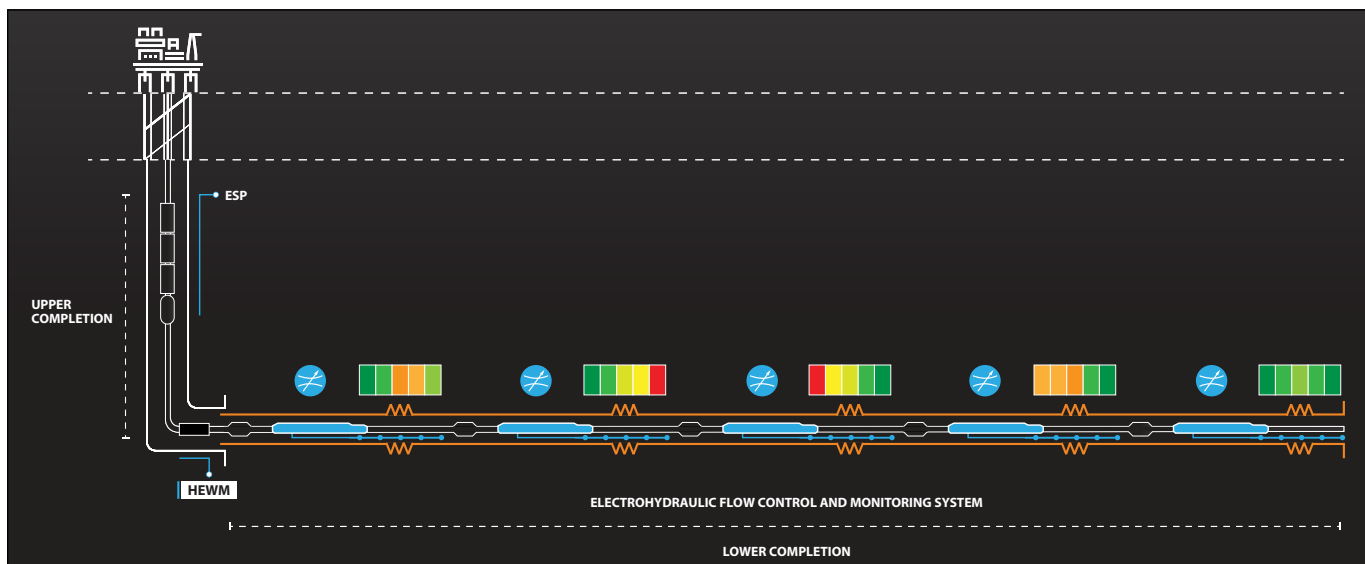 ESP
UPPER
COMPLETION
HEWM
ELECTROHYDRAULIC FLOW CONTROL AND MONITORING SYSTEM
LOWER COMPLETION